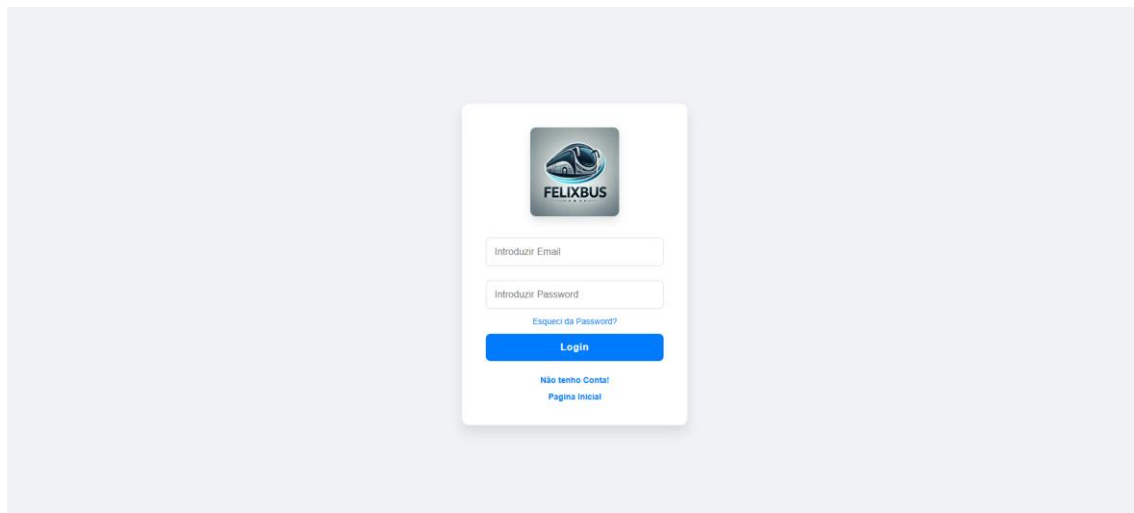 FELIXBUS
Introduzir Email
Introduzir Password
Esqueci da Password?
Login
Não tenho Conta!
Pagina Inicial